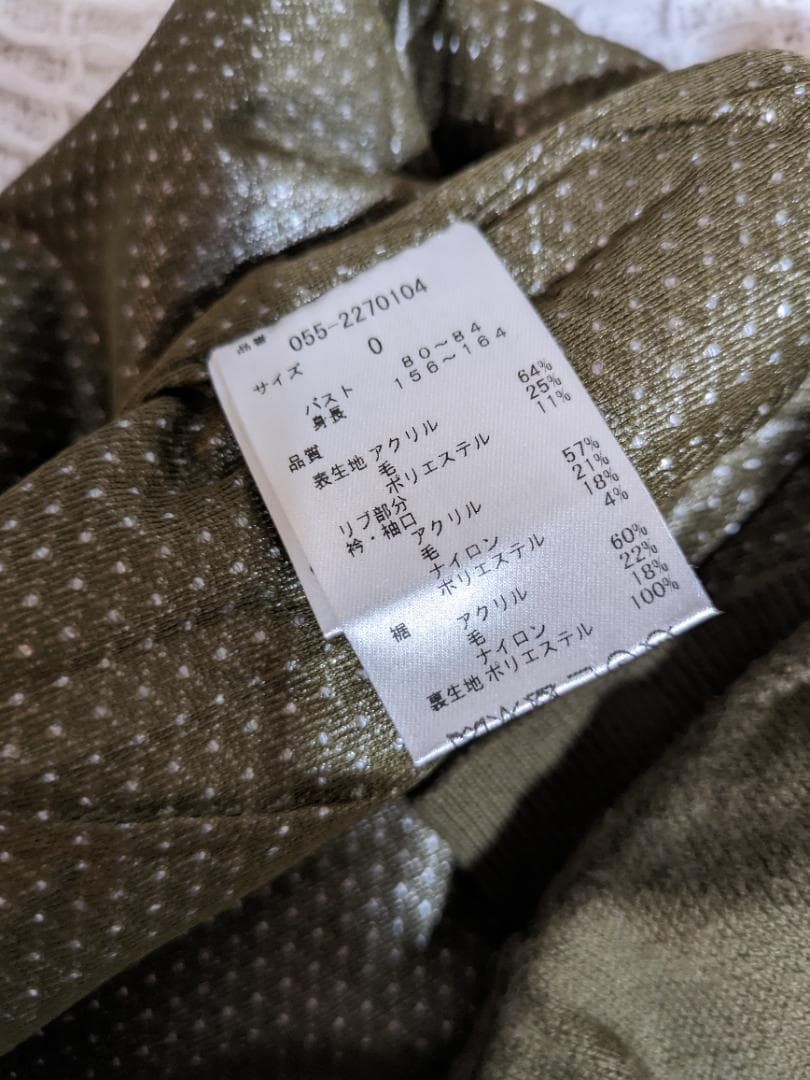 品番 055-2270104
サイズ 0
バスト 80～84
身長 156～164
品質
表生地 アクリル 64%
毛 25%
ポリエステル 11%
リブ部分
衿・袖口 アクリル 57%
毛 21%
ナイロン 18%
ポリエステル 4%
裾 アクリル 60%
毛 22%
ナイロン 18%
裏生地 ポリエステル 100%